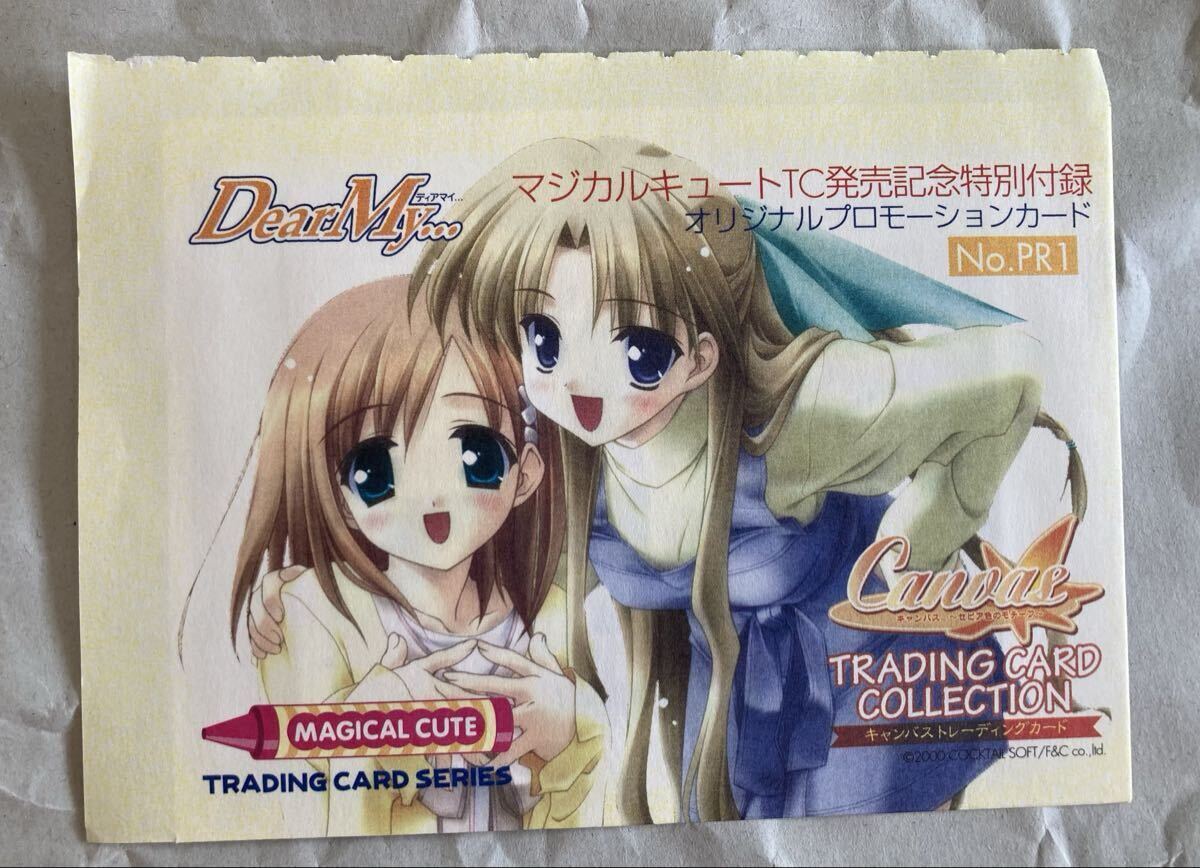 DearMy...
ディアマイ...
マジカルキュートTC発売記念特別付録
オリジナルプロモーションカード
No.PR1
Canvas
キャンバス ～セピア色のモチーフ～
TRADING CARD
COLLECTION
キャンバストレーディングカード
©2000 COCKTAIL SOFT/F&C co.,ltd.
MAGICAL CUTE
TRADING CARD SERIES